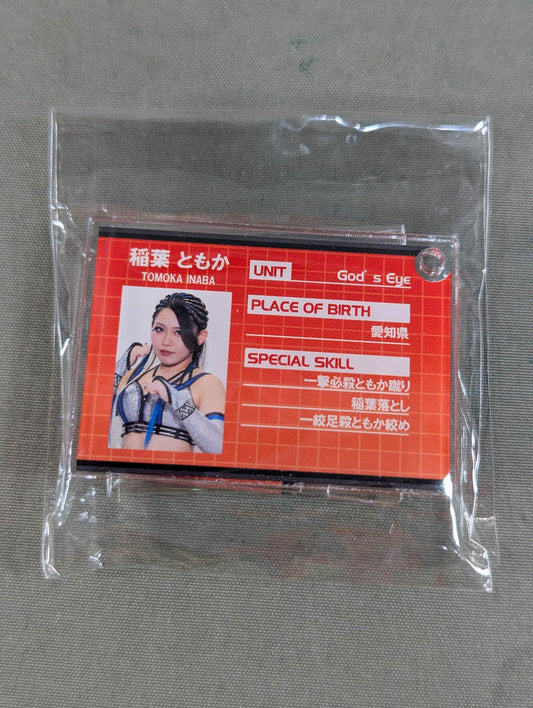 稲葉 ともか
TOMOKA INABA
UNIT
God's Eye
PLACE OF BIRTH
愛知県
SPECIAL SKILL
一撃必殺ともか蹴り
稲葉落とし
一絞足殺ともか絞め